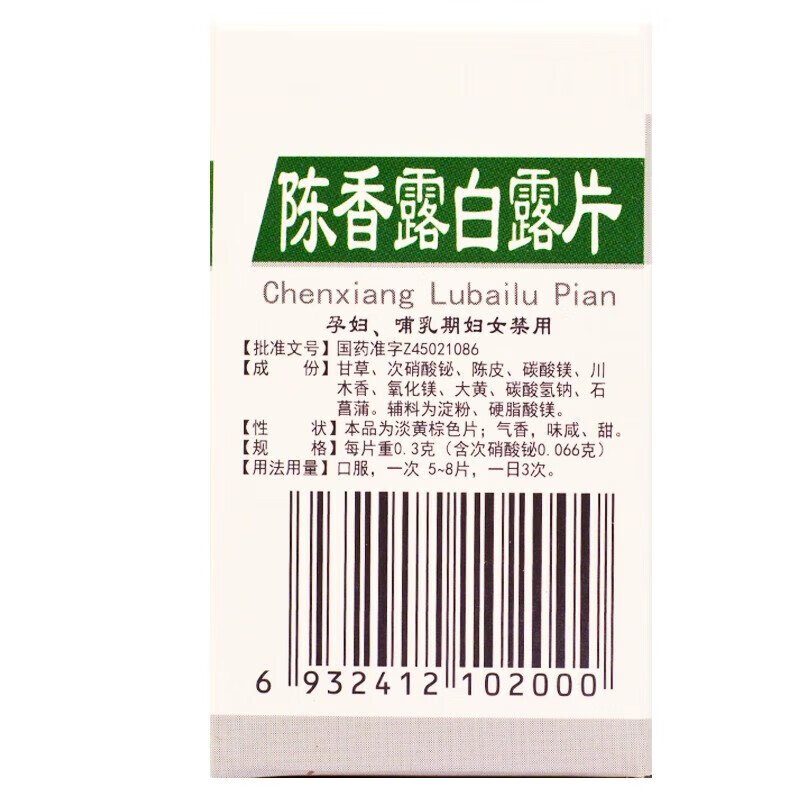 陈香露白露片
Chenxiang Lubailu Pian
孕妇、哺乳期妇女禁用
【批准文号】国药准字Z45021086
【成　份】甘草、次硝酸铋、陈皮、碳酸镁、川
木香、氧化镁、大黄、碳酸氢钠、石
菖蒲。辅料为淀粉、硬脂酸镁。
【性　状】本品为淡黄棕色片；气香，味咸、甜。
【规　格】每片重0.3克（含次硝酸铋0.066克）
【用法用量】口服，一次 5~8片，一日3次。
6 932412 102000